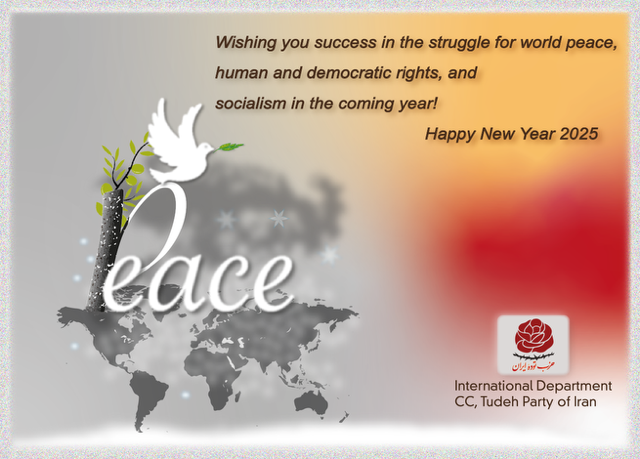 Wishing you success in the struggle for world peace,
human and democratic rights, and
socialism in the coming year!
Happy New Year 2025
Peace
حزب توده ایران
International Department
CC, Tudeh Party of Iran